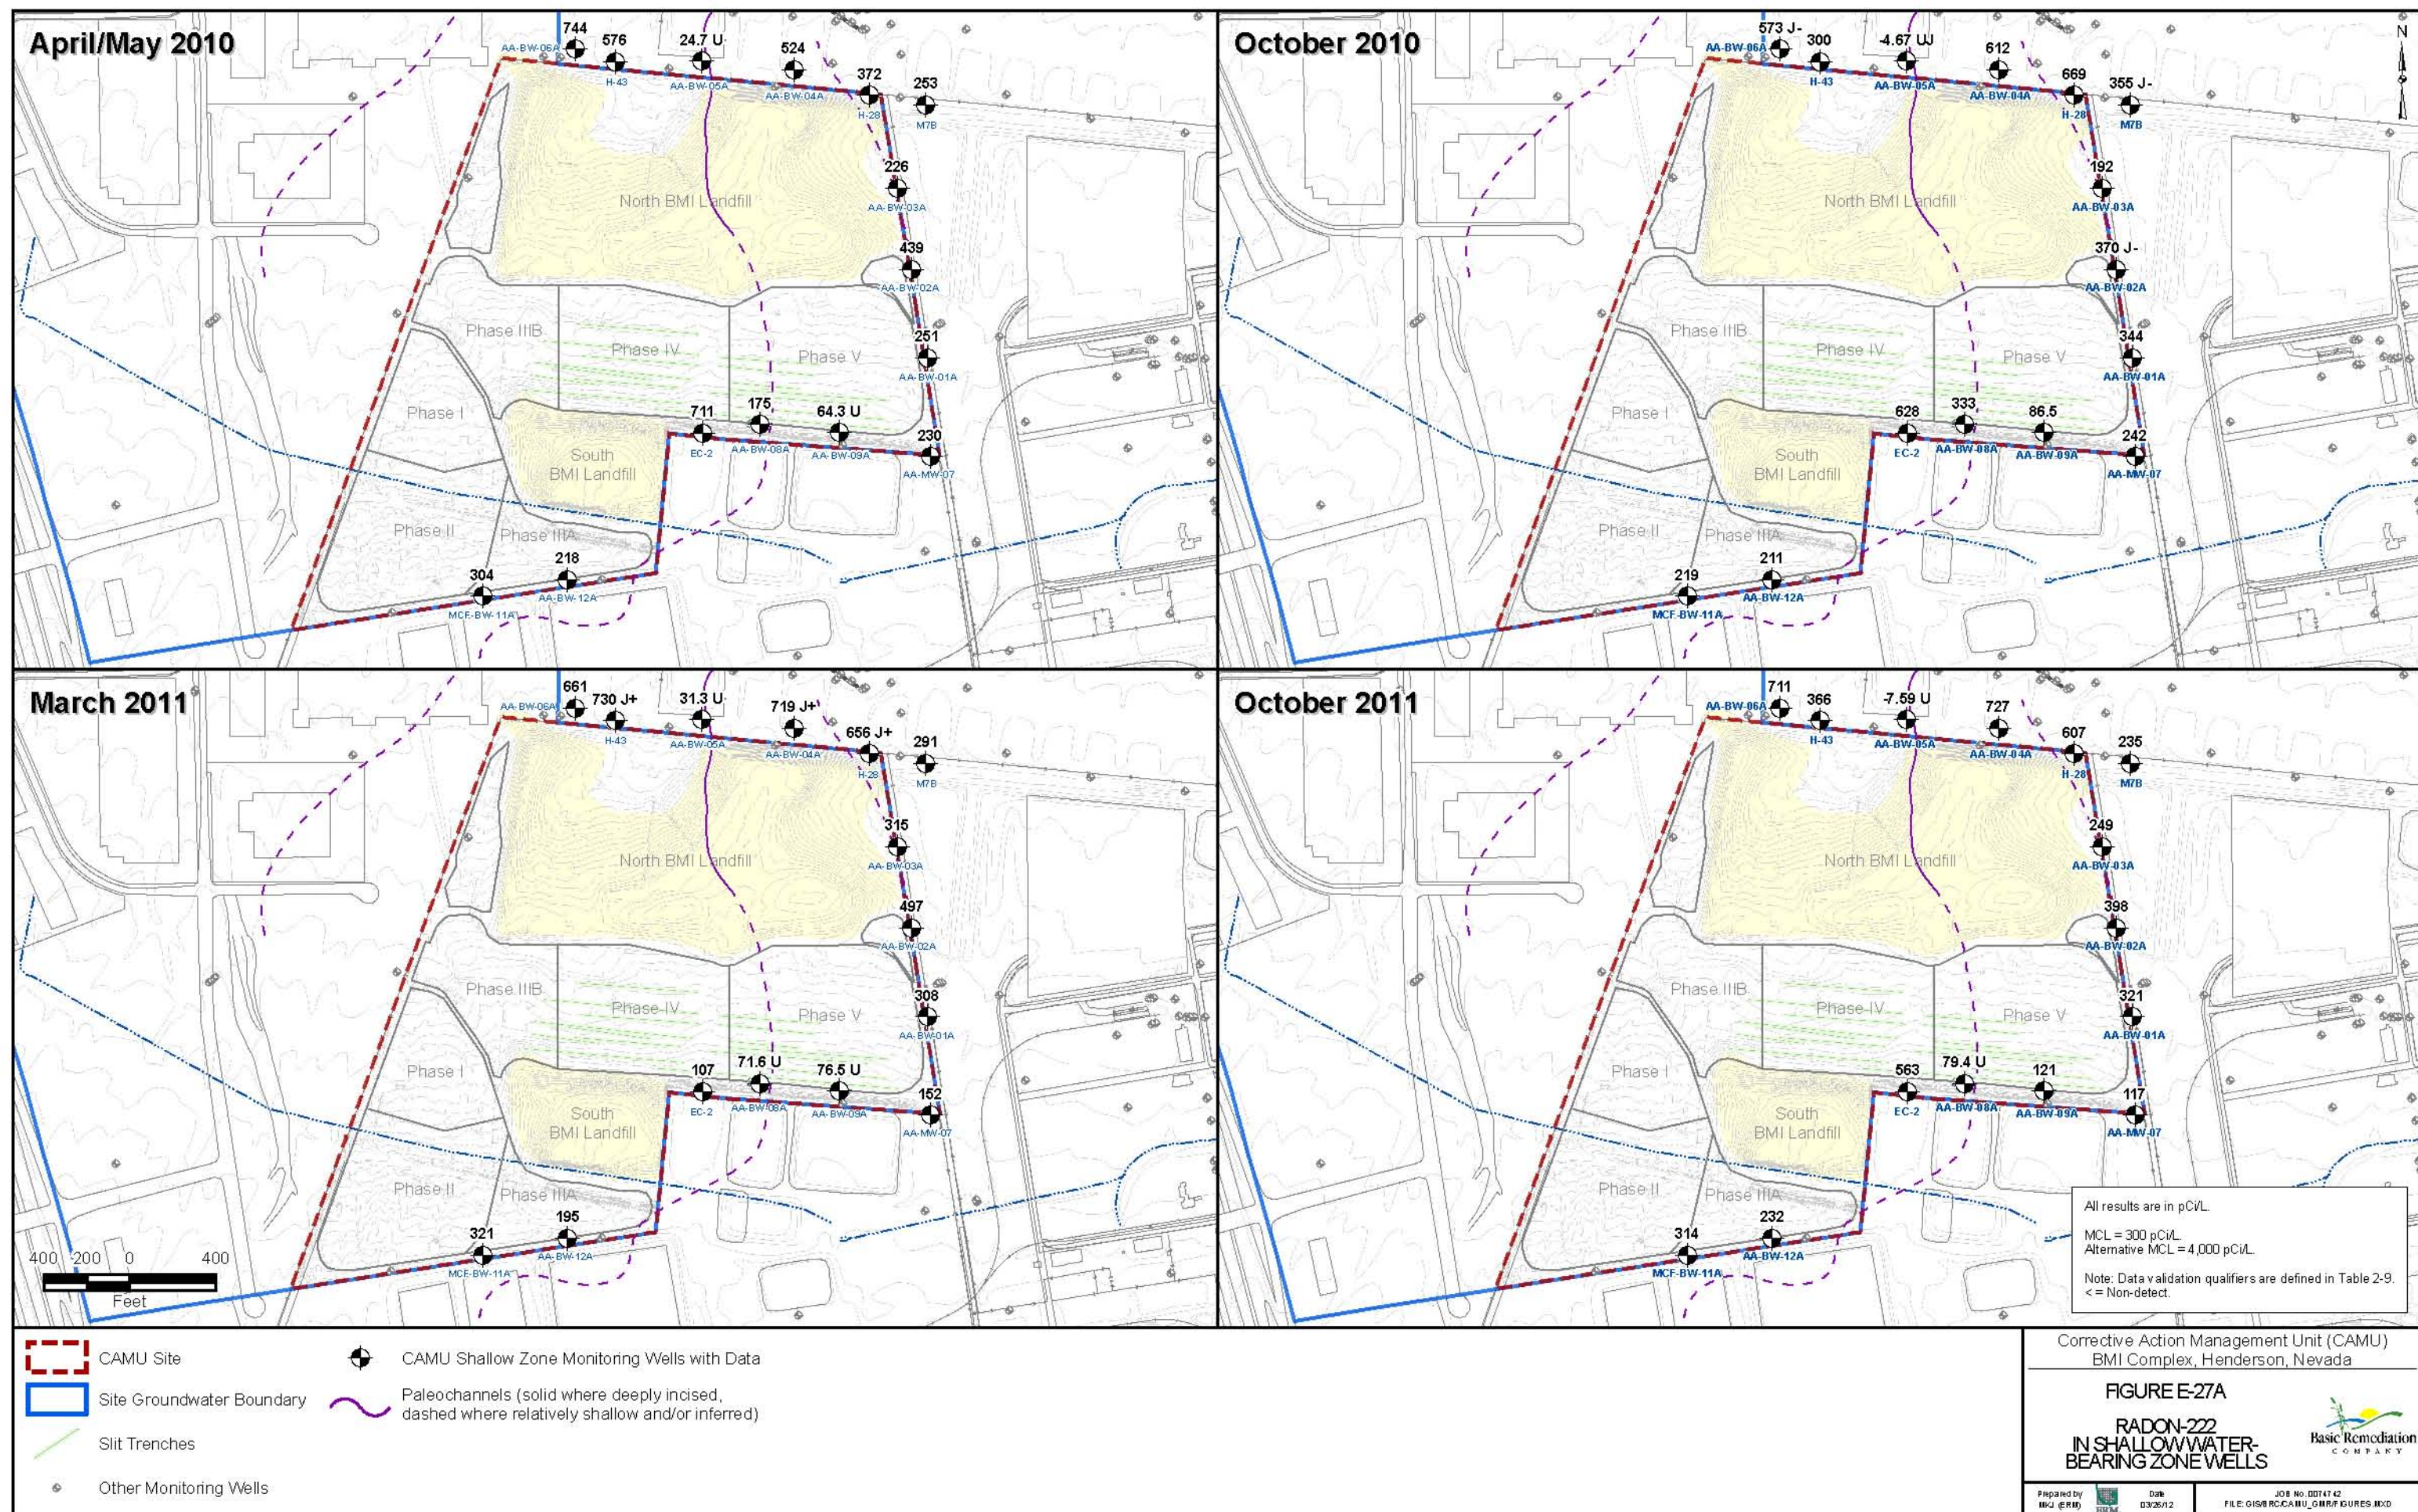 April/May 2010
744
AA-BW-06A
576
H-43
24.7 U
AA-BW-05A
524
AA-BW-04A
372
H-28
253
M7B
226
AA-BW-03A
North BMI Landfill
439
AA-BW-02A
Phase IIIB
Phase IV
Phase V
251
AA-BW-01A
Phase I
711
EC-2
175
AA-BW-08A
64.3 U
AA-BW-09A
230
AA-MW-07
South
BMI Landfill
Phase II
Phase IIIA
304
MCF-BW-11A
218
AA-BW-12A
October 2010
N
573 J-
AA-BW-06A
300
H-43
-4.67 UJ
AA-BW-05A
612
AA-BW-04A
669
H-28
355 J-
M7B
192
AA-BW-03A
North BMI Landfill
370 J-
AA-BW-02A
Phase IIIB
Phase IV
Phase V
344
AA-BW-01A
Phase I
628
EC-2
333
AA-BW-08A
86.5
AA-BW-09A
242
AA-MW-07
South
BMI Landfill
Phase II
Phase IIIA
219
MCF-BW-11A
211
AA-BW-12A
March 2011
661
AA-BW-06A
730 J+
H-43
31.3 U
AA-BW-05A
719 J+
AA-BW-04A
656 J+
H-28
291
M7B
315
AA-BW-03A
North BMI Landfill
497
AA-BW-02A
Phase IIIB
Phase IV
Phase V
308
AA-BW-01A
Phase I
107
EC-2
71.6 U
AA-BW-08A
76.5 U
AA-BW-09A
152
AA-MW-07
South
BMI Landfill
Phase II
Phase IIIA
321
MCF-BW-11A
195
AA-BW-12A
400 200 0 400
Feet
October 2011
711
AA-BW-06A
366
H-43
-7.59 U
AA-BW-05A
727
AA-BW-04A
607
H-28
235
M7B
249
AA-BW-03A
North BMI Landfill
398
AA-BW-02A
Phase IIIB
Phase IV
Phase V
321
AA-BW-01A
Phase I
563
EC-2
79.4 U
AA-BW-08A
121
AA-BW-09A
117
AA-MW-07
South
BMI Landfill
Phase II
Phase IIIA
314
MCF-BW-11A
232
AA-BW-12A
All results are in pCi/L.
MCL = 300 pCi/L.
Alternative MCL = 4,000 pCi/L.
Note: Data validation qualifiers are defined in Table 2-9.
< = Non-detect.
CAMU Site
Site Groundwater Boundary
Slit Trenches
Other Monitoring Wells
CAMU Shallow Zone Monitoring Wells with Data
Paleochannels (solid where deeply incised,
dashed where relatively shallow and/or inferred)
Corrective Action Management Unit (CAMU)
BMI Complex, Henderson, Nevada
FIGURE E-27A
RADON-222
IN SHALLOW WATER-
BEARING ZONE WELLS
Basic Remediation
COMPANY
Prepared by
MKJ (ERM)
ERM
Date
03/26/12
JOB No. 0074742
FILE: GIS/BRC/CAMU_GMR/FIGURES.MXD